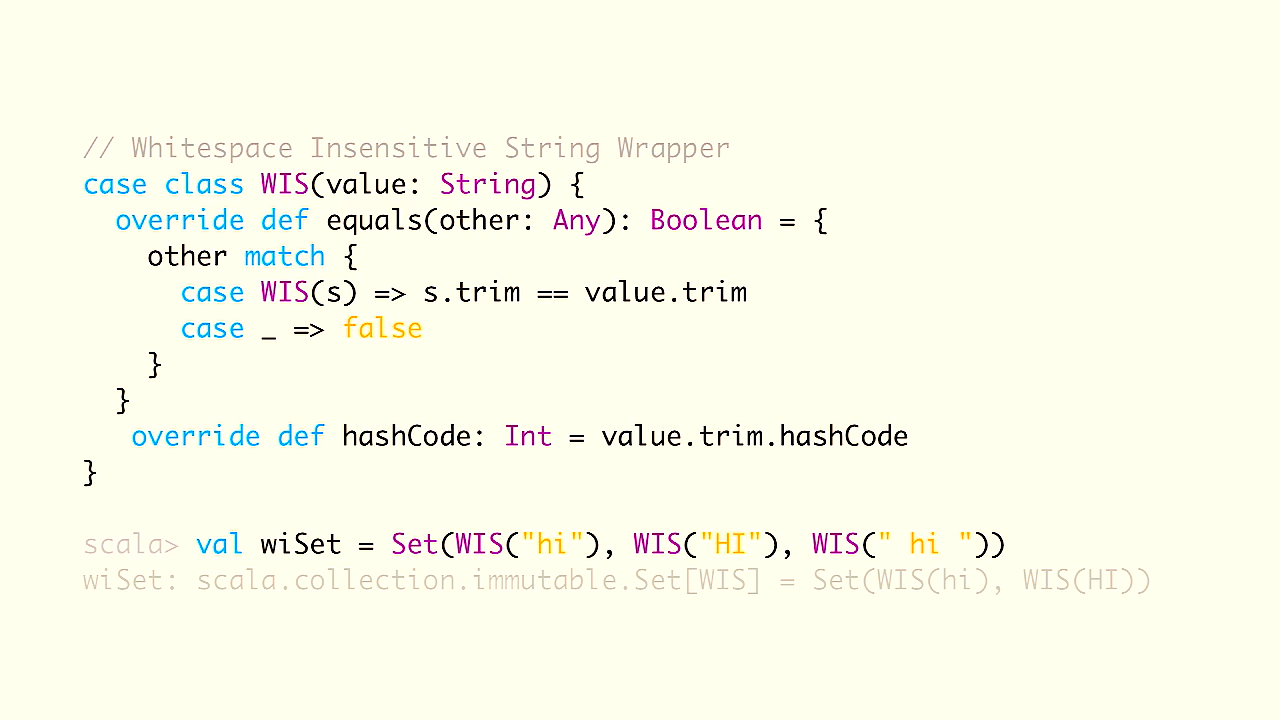 // Whitespace Insensitive String Wrapper
case class WIS(value: String) {
  override def equals(other: Any): Boolean = {
    other match {
      case WIS(s) => s.trim == value.trim
      case _ => false
    }
  }
   override def hashCode: Int = value.trim.hashCode
}

scala> val wiSet = Set(WIS("hi"), WIS("HI"), WIS(" hi "))
wiSet: scala.collection.immutable.Set[WIS] = Set(WIS(hi), WIS(HI))